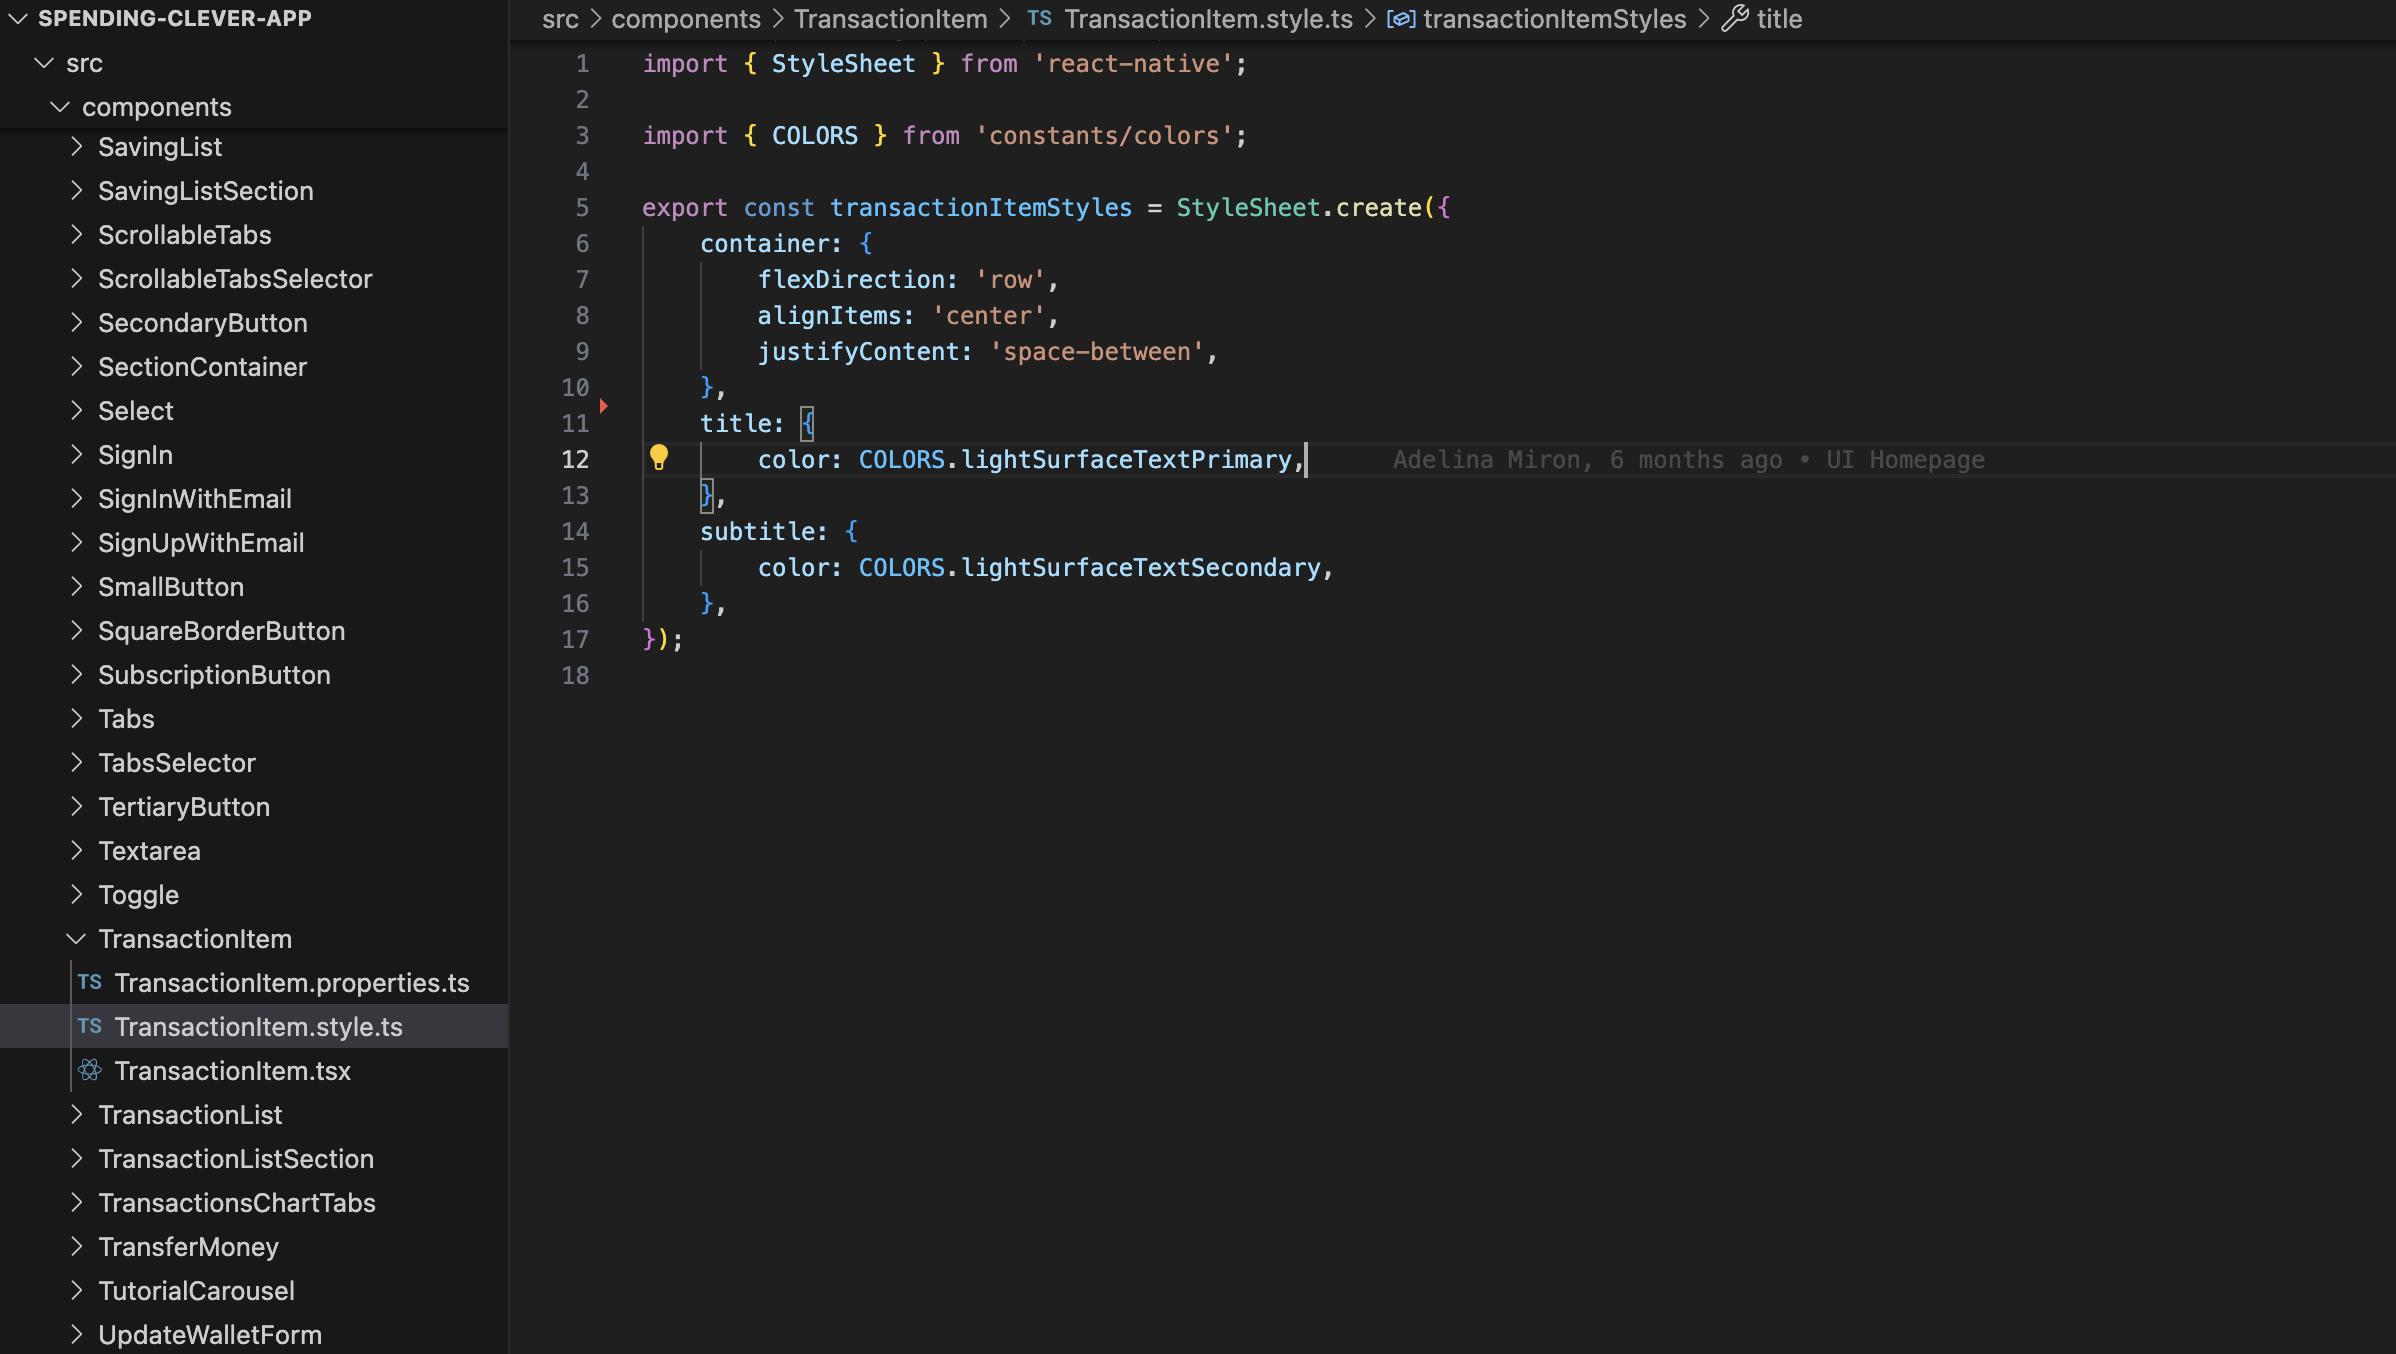 SPENDING-CLEVER-APP
src
components
SavingList
SavingListSection
ScrollableTabs
ScrollableTabsSelector
SecondaryButton
SectionContainer
Select
SignIn
SignInWithEmail
SignUpWithEmail
SmallButton
SquareBorderButton
SubscriptionButton
Tabs
TabsSelector
TertiaryButton
Textarea
Toggle
TransactionItem
TS TransactionItem.properties.ts
TS TransactionItem.style.ts
TransactionItem.tsx
TransactionList
TransactionListSection
TransactionsChartTabs
TransferMoney
TutorialCarousel
UpdateWalletForm
src > components > TransactionItem > TS TransactionItem.style.ts > transactionItemStyles > title
1 import { StyleSheet } from 'react-native';
2
3 import { COLORS } from 'constants/colors';
4
5 export const transactionItemStyles = StyleSheet.create({
6 container: {
7 flexDirection: 'row',
8 alignItems: 'center',
9 justifyContent: 'space-between',
10 },
11 title: {
12 color: COLORS.lightSurfaceTextPrimary, Adelina Miron, 6 months ago • UI Homepage
13 },
14 subtitle: {
15 color: COLORS.lightSurfaceTextSecondary,
16 },
17 });
18